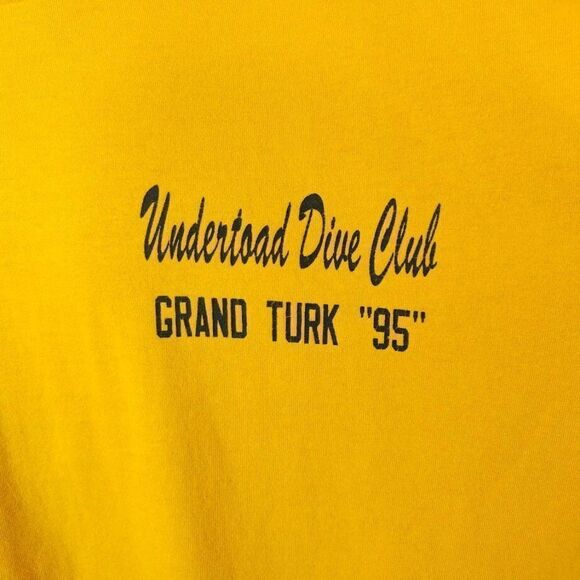 Undertoad Dive Club
GRAND TURK "95"